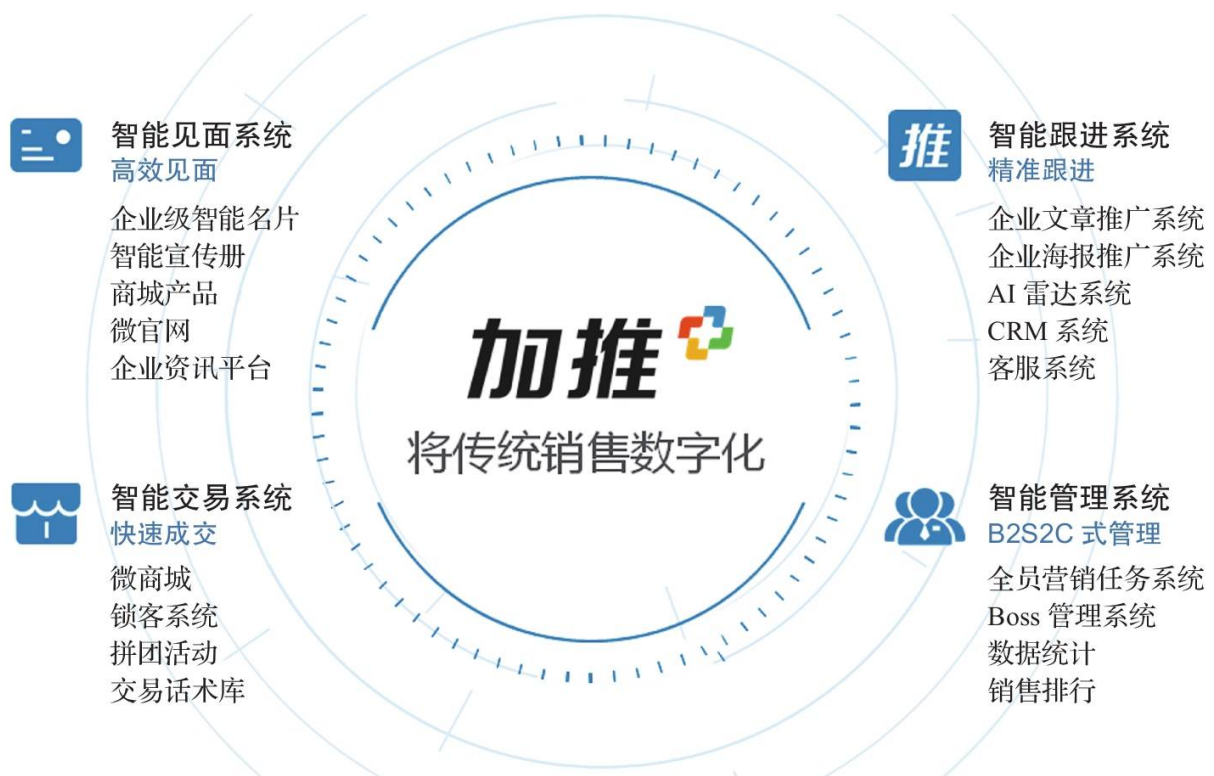 智能见面系统
高效见面
企业级智能名片
智能宣传册
商城产品
微官网
企业资讯平台
推
智能跟进系统
精准跟进
企业文章推广系统
企业海报推广系统
AI 雷达系统
CRM 系统
客服系统
加推
将传统销售数字化
智能交易系统
快速成交
微商城
锁客系统
拼团活动
交易话术库
智能管理系统
B2S2C 式管理
全员营销任务系统
Boss 管理系统
数据统计
销售排行